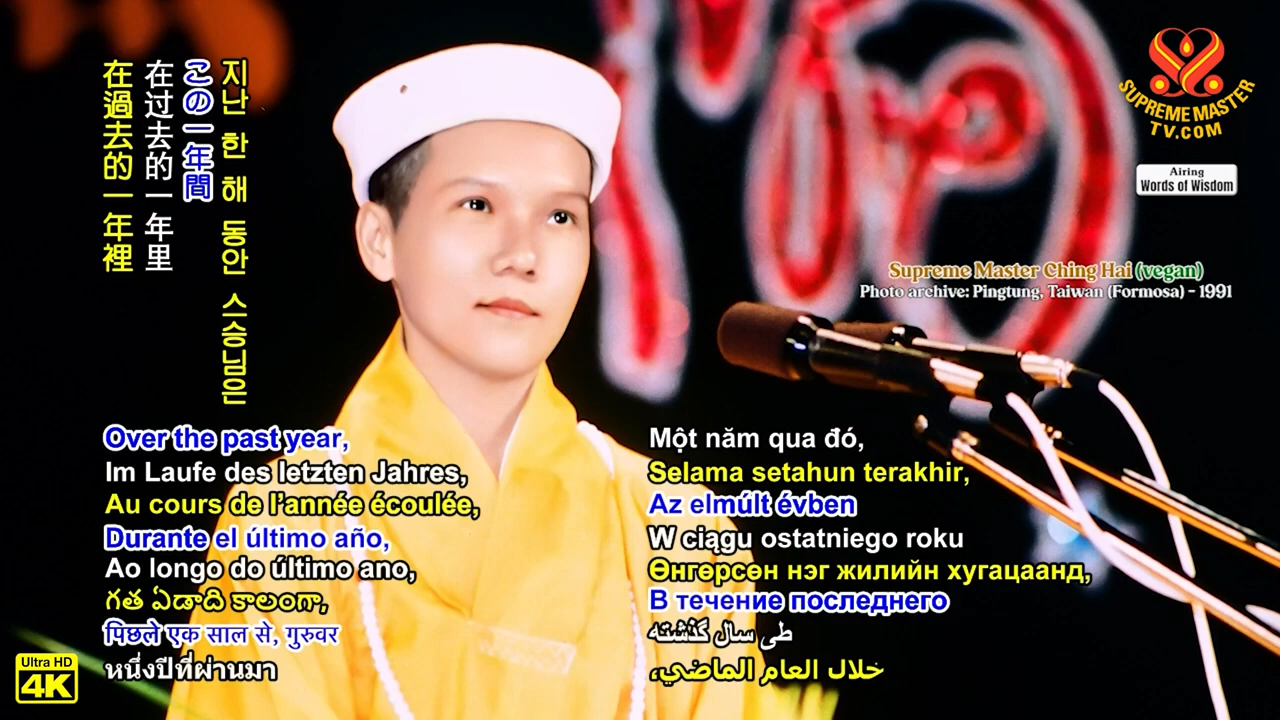 在過去的一年裡
在过去的一年里
この一年間
지난 한 해 동안 스승님은
SUPREME MASTER
TV.COM
Airing
Words of Wisdom
Supreme Master Ching Hai (vegan)
Photo archive: Pingtung, Taiwan (Formosa) - 1991
Over the past year,
Im Laufe des letzten Jahres,
Au cours de l'année écoulée,
Durante el último año,
Ao longo do último ano,
గత ఏడాది కాలంగా,
पिछले एक साल से, गुरुवर
หนึ่งปีที่ผ่านมา
Một năm qua đó,
Selama setahun terakhir,
Az elmúlt évben
W ciągu ostatniego roku
Өнгөрсөн нэг жилийн хугацаанд,
В течение последнего
طی سال گذشته
خلال العام الماضي،
Ultra HD
4K